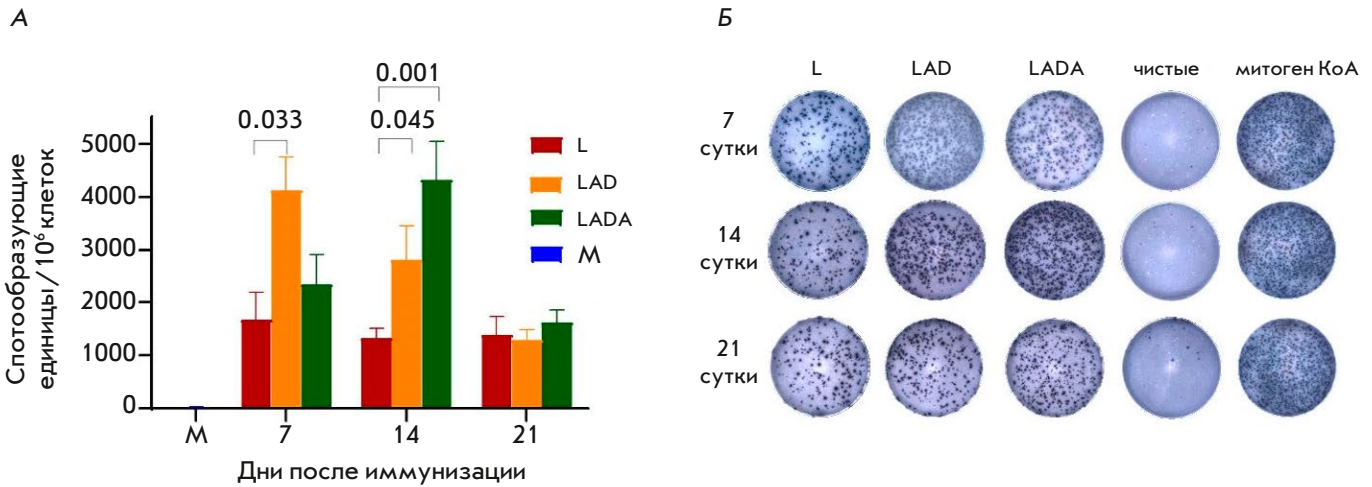 А
0.001
0.033
0.045
Спотообразующие
единицы/10⁶ клеток
5000
4000
3000
2000
1000
0
L
LAD
LADA
M
M
7
14
21
Дни после иммунизации
Б
L
LAD
LADA
чистые
митоген КоА
7
сутки
14
сутки
21
сутки